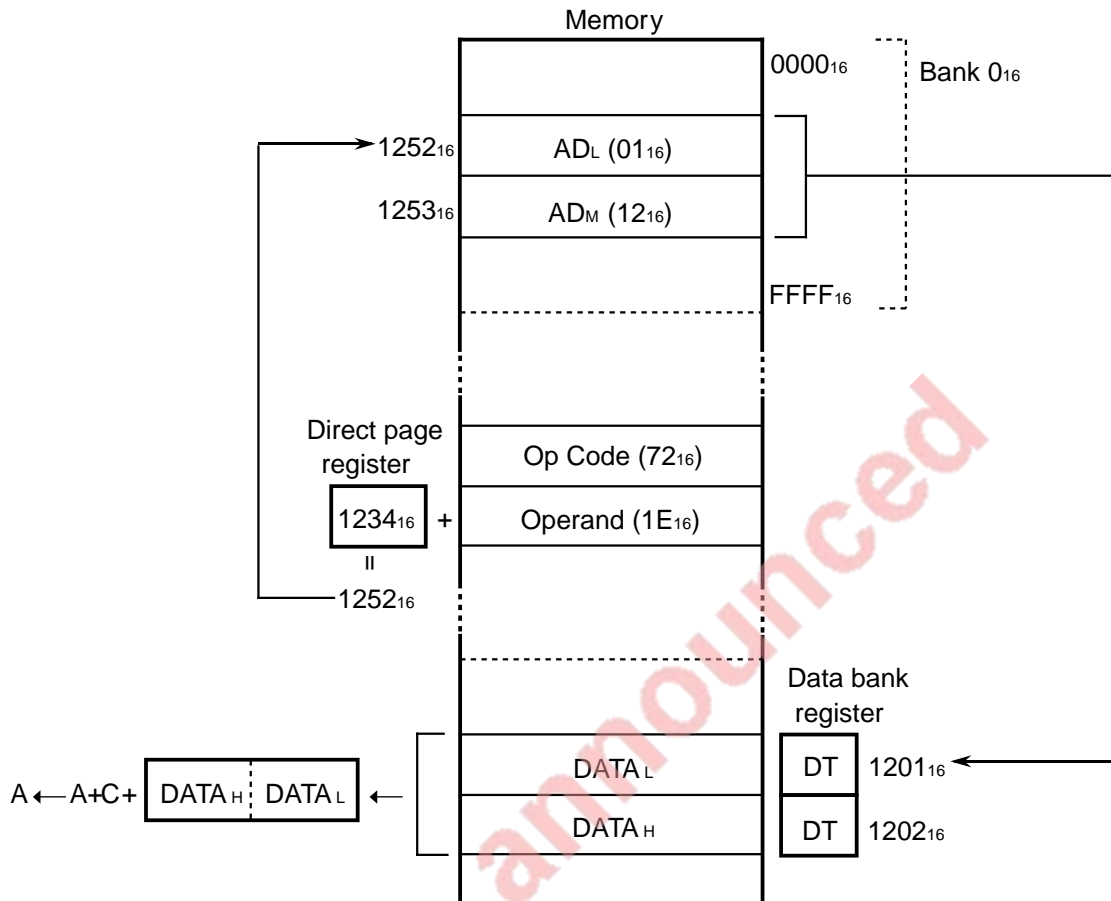 Memory
0000₁₆
Bank 0₁₆
1252₁₆
ADL (01₁₆)
1253₁₆
ADM (12₁₆)
FFFF₁₆
Direct page
register
Op Code (72₁₆)
1234₁₆ + Operand (1E₁₆)
=
1252₁₆
Data bank
register
DATA L
DT 1201₁₆
A ← A+C+ DATA H DATA L ←
DATA H
DT 1202₁₆
announced